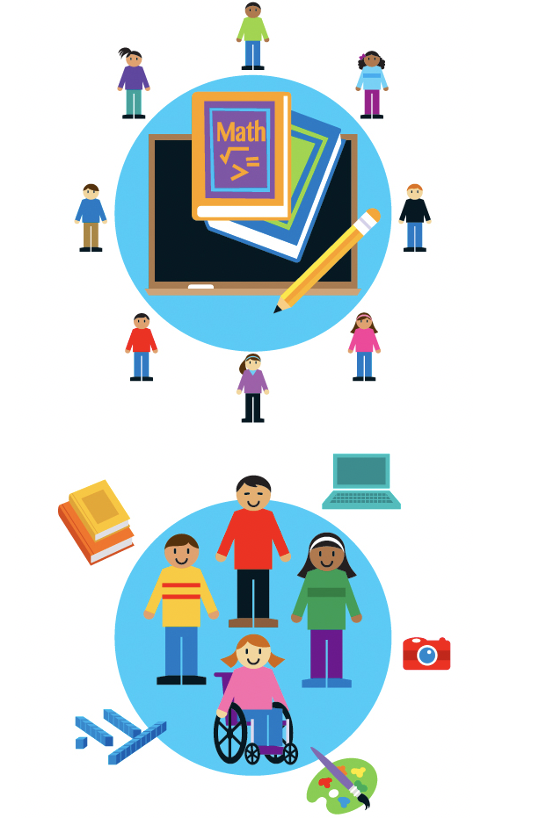 Math
√
> =